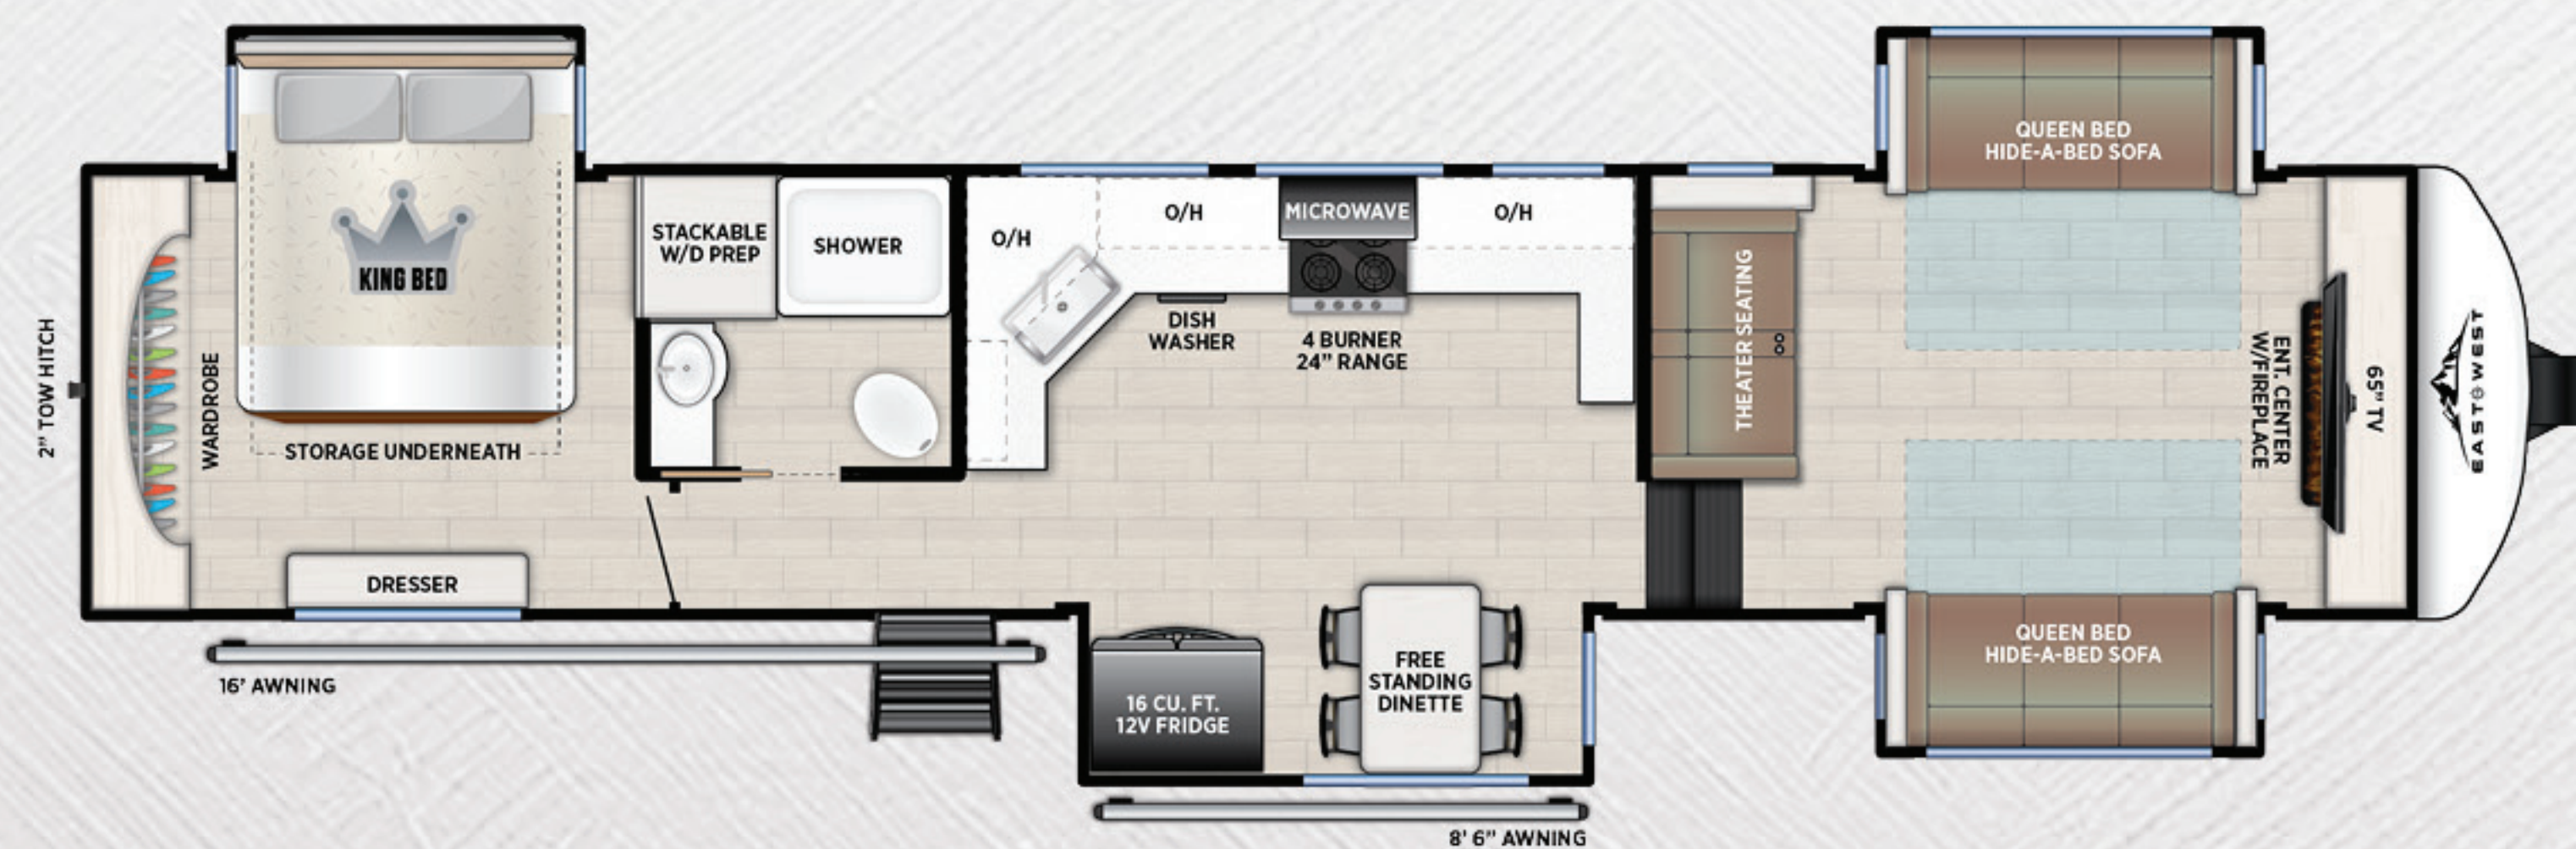 2” TOW HITCH
WARDROBE
KING BED
STORAGE UNDERNEATH
DRESSER
16’ AWNING
STACKABLE
W/D PREP
SHOWER
O/H
O/H
MICROWAVE
O/H
DISH
WASHER
4 BURNER
24” RANGE
16 CU. FT.
12V FRIDGE
FREE
STANDING
DINETTE
8’ 6” AWNING
THEATER SEATING
QUEEN BED
HIDE-A-BED SOFA
QUEEN BED
HIDE-A-BED SOFA
ENT. CENTER
W/FIREPLACE
65” TV
EAST WEST